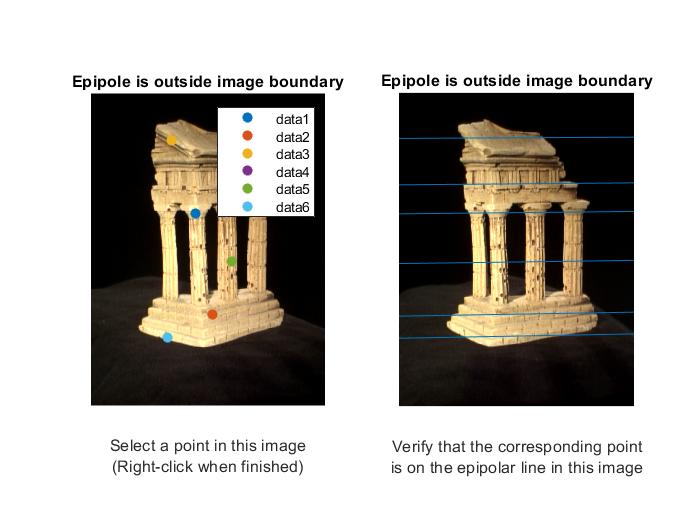 Epipole is outside image boundary
data1
data2
data3
data4
data5
data6
Select a point in this image
(Right-click when finished)
Epipole is outside image boundary
Verify that the corresponding point
is on the epipolar line in this image